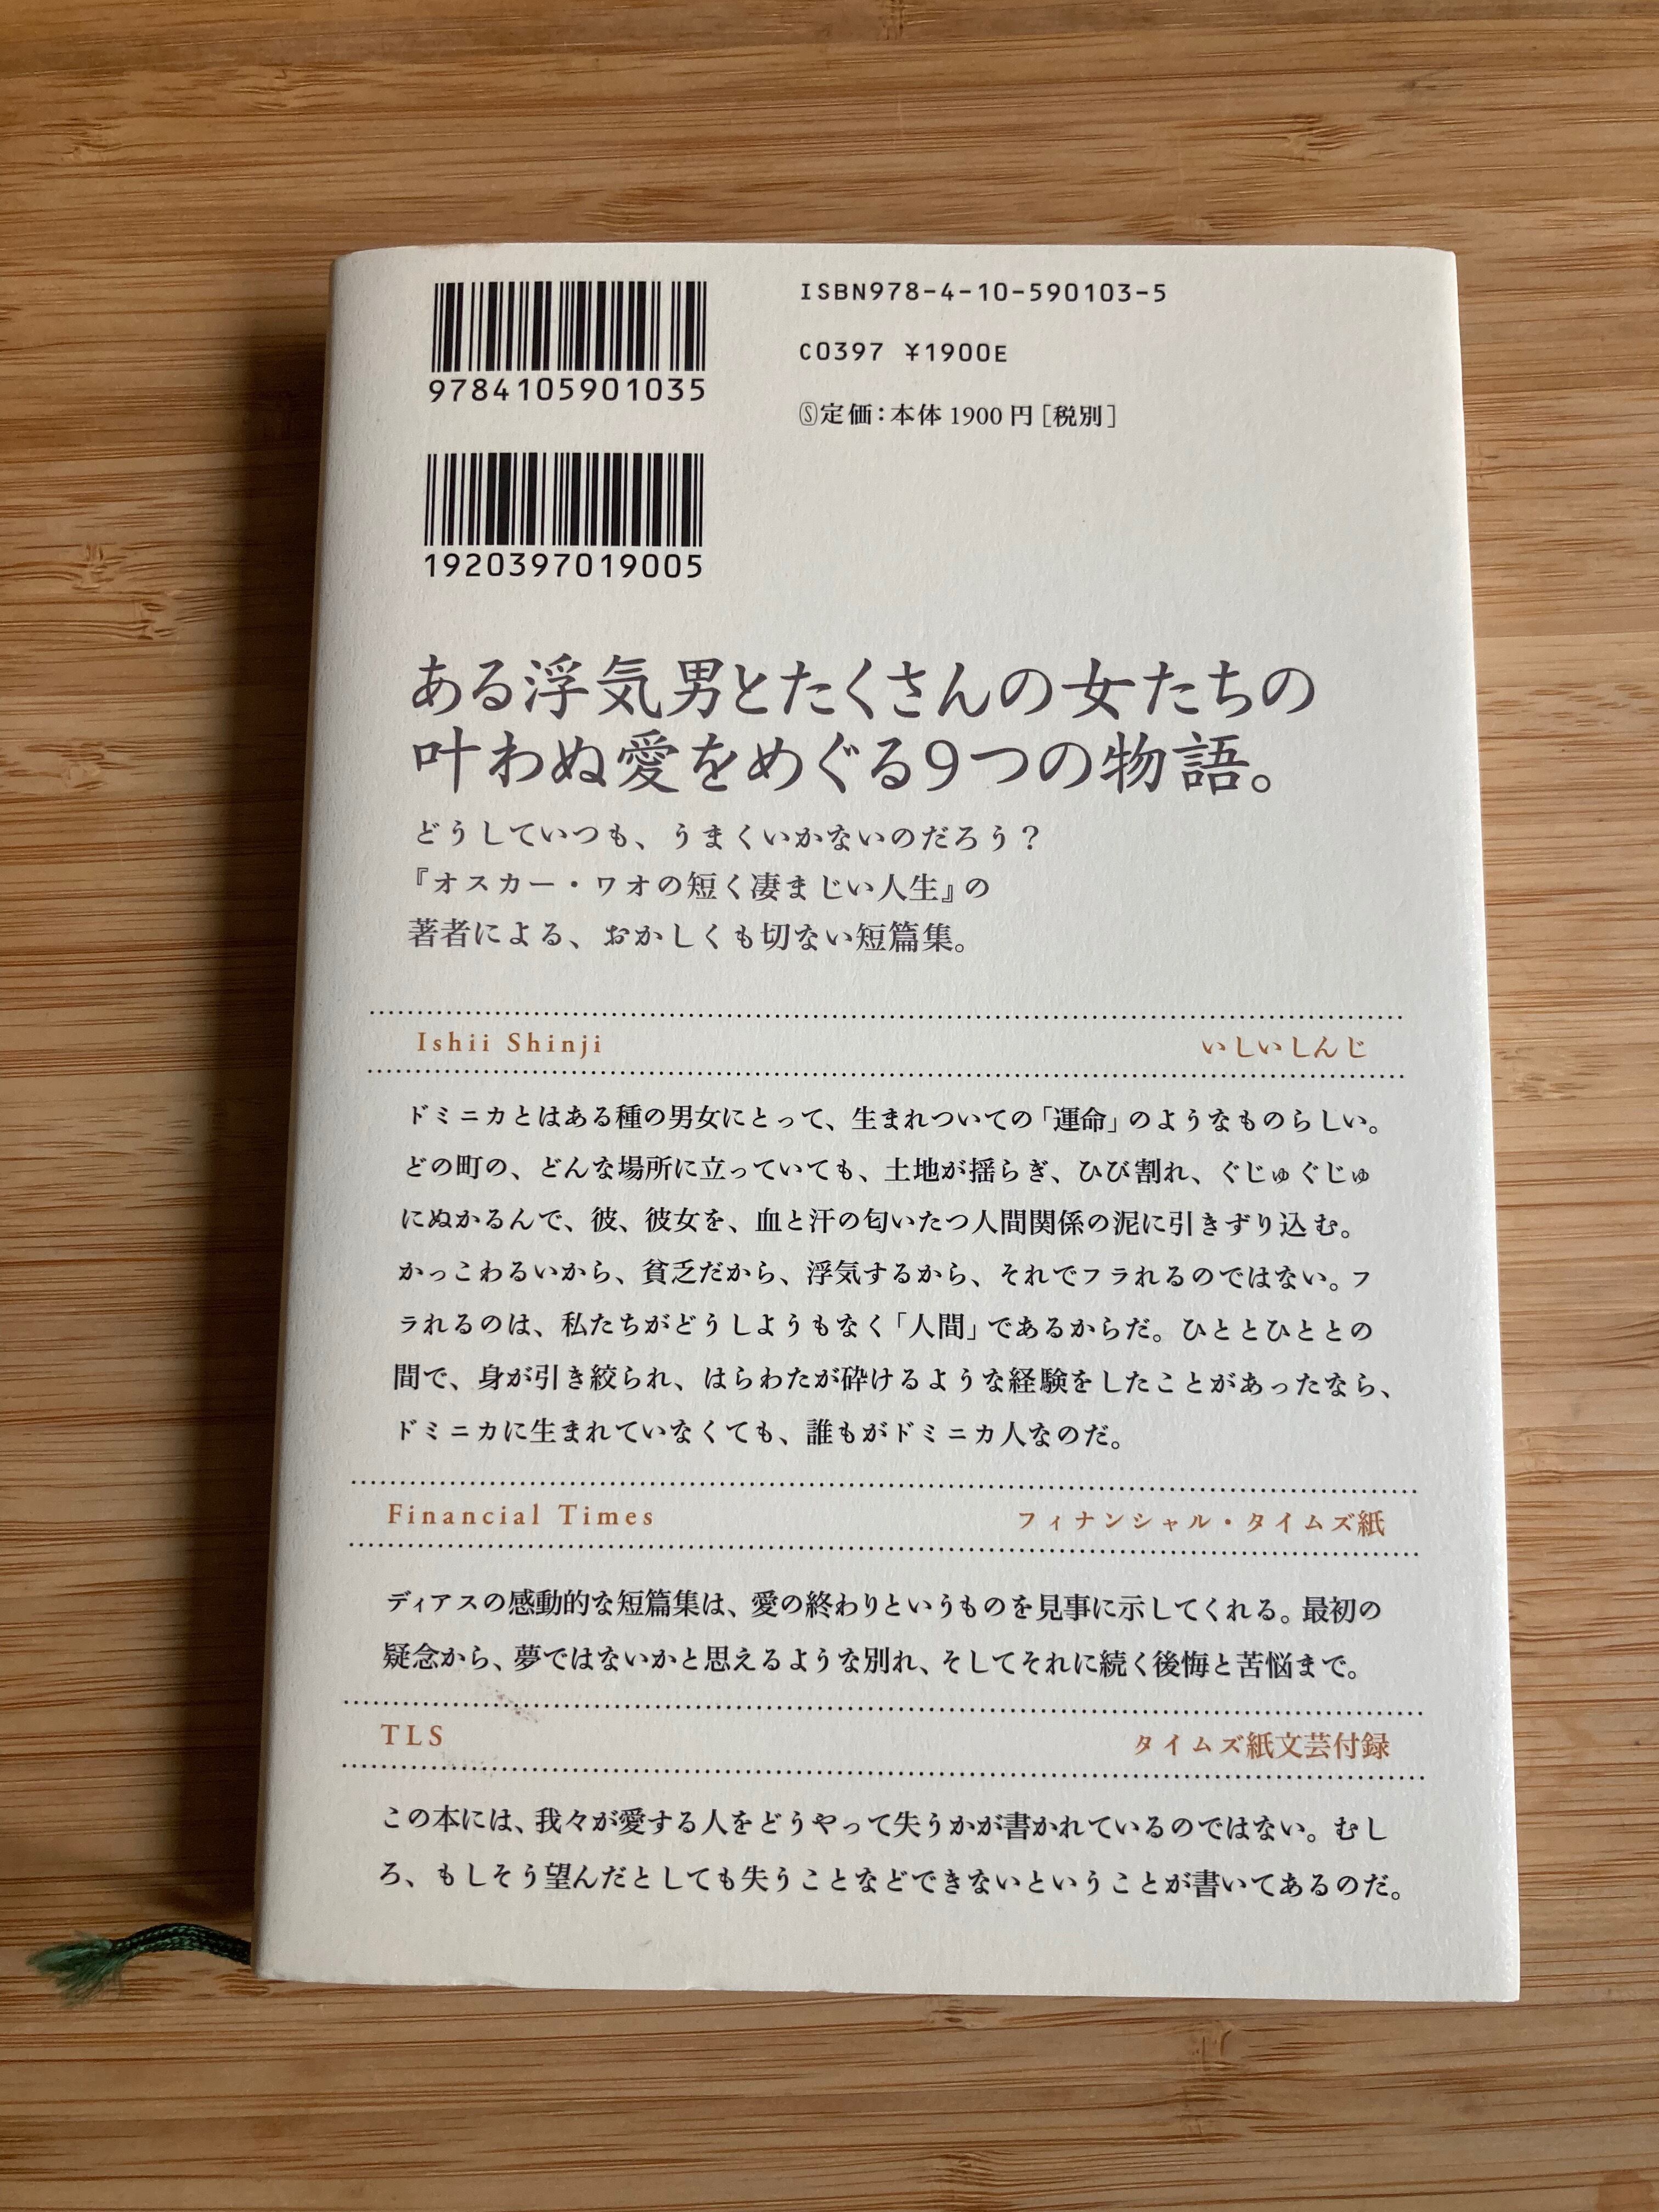 9784105901035
ISBN978-4-10-590103-5
C0397 ¥1900E
Ⓢ定価：本体1900円［税別］
1920397019005
ある浮気男とたくさんの女たちの
叶わぬ愛をめぐる9つの物語。
どうしていつも、うまくいかないのだろう？
『オスカー・ワオの短く凄まじい人生』の
著者による、おかしくも切ない短篇集。
Ishii Shinji いしいしんじ
ドミニカとはある種の男女にとって、生まれついての「運命」のようなものらしい。
どの町の、どんな場所に立っていても、土地が揺らぎ、ひび割れ、ぐじゅぐじゅ
にぬかるんで、彼、彼女を、血と汗の匂いたつ人間関係の泥に引きずり込む。
かっこわるいから、貧乏だから、浮気するから、それでフラれるのではない。フ
ラれるのは、私たちがどうしようもなく「人間」であるからだ。ひととひととの
間で、身が引き絞られ、はらわたが砕けるような経験をしたことがあったなら、
ドミニカに生まれていなくても、誰もがドミニカ人なのだ。
Financial Times フィナンシャル・タイムズ紙
ディアスの感動的な短篇集は、愛の終わりというものを見事に示してくれる。最初の
疑念から、夢ではないかと思えるような別れ、そしてそれに続く後悔と苦悩まで。
TLS タイムズ紙文芸付録
この本には、我々が愛する人をどうやって失うかが書かれているのではない。むし
ろ、もしそう望んだとしても失うことなどできないということが書いてあるのだ。